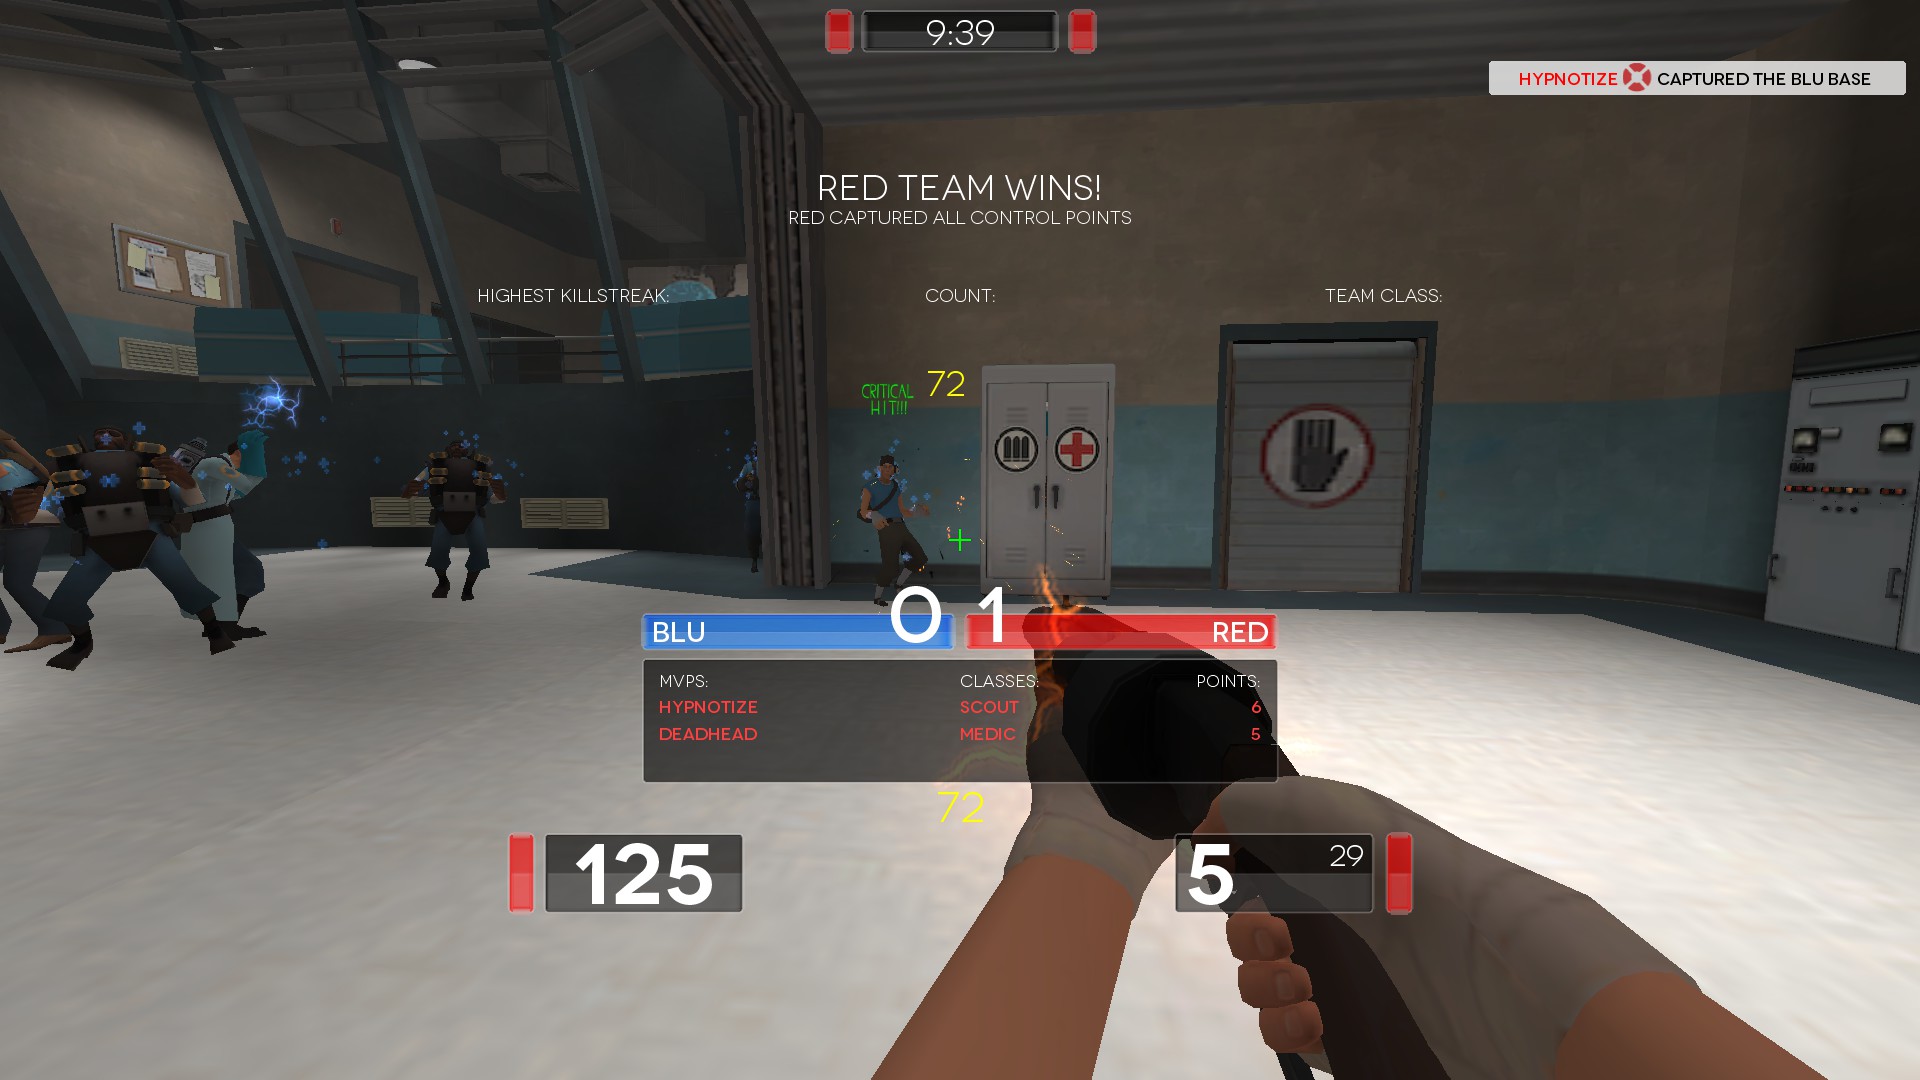 9:39
HYPNOTIZE CAPTURED THE BLU BASE
RED TEAM WINS!
RED CAPTURED ALL CONTROL POINTS
HIGHEST KILLSTREAK: COUNT: TEAM CLASS:
CRITICAL HIT!!! 72
BLU 0 1 RED
MVPS: CLASSES: POINTS:
HYPNOTIZE SCOUT 6
DEADHEAD MEDIC 5
72
125 5 29